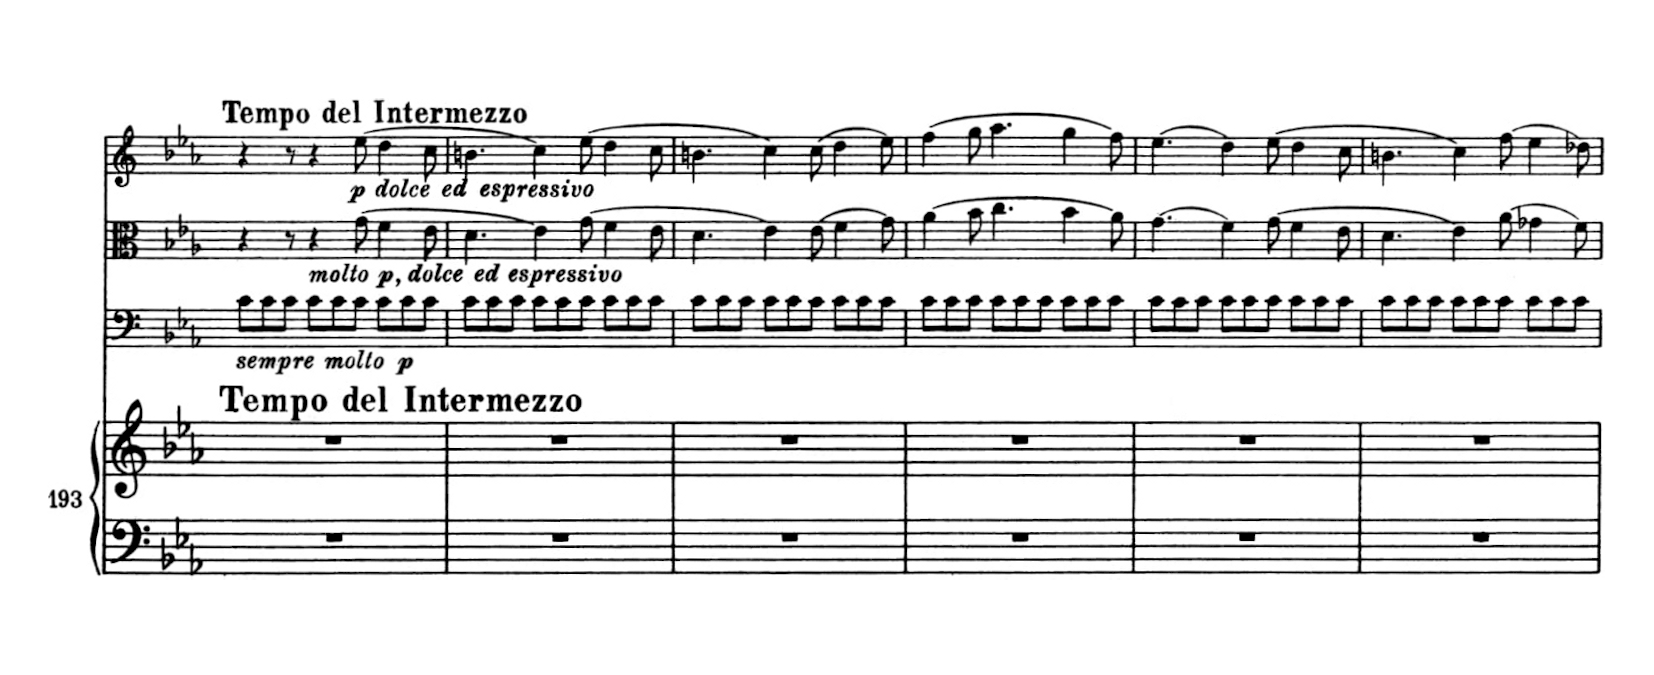 Tempo del Intermezzo
p dolce ed espressivo
molto p, dolce ed espressivo
sempre molto p
Tempo del Intermezzo
193